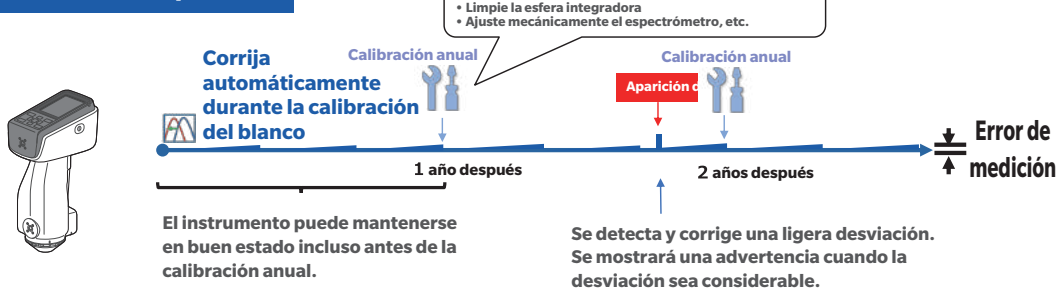 • Limpie la esfera integradora
• Ajuste mecánicamente el espectrómetro, etc.
Corrija
automáticamente
durante la calibración
del blanco
Calibración anual
Aparición
Calibración anual
1 año después
2 años después
Error de
medición
El instrumento puede mantenerse
en buen estado incluso antes de la
calibración anual.
Se detecta y corrige una ligera desviación.
Se mostrará una advertencia cuando la
desviación sea considerable.